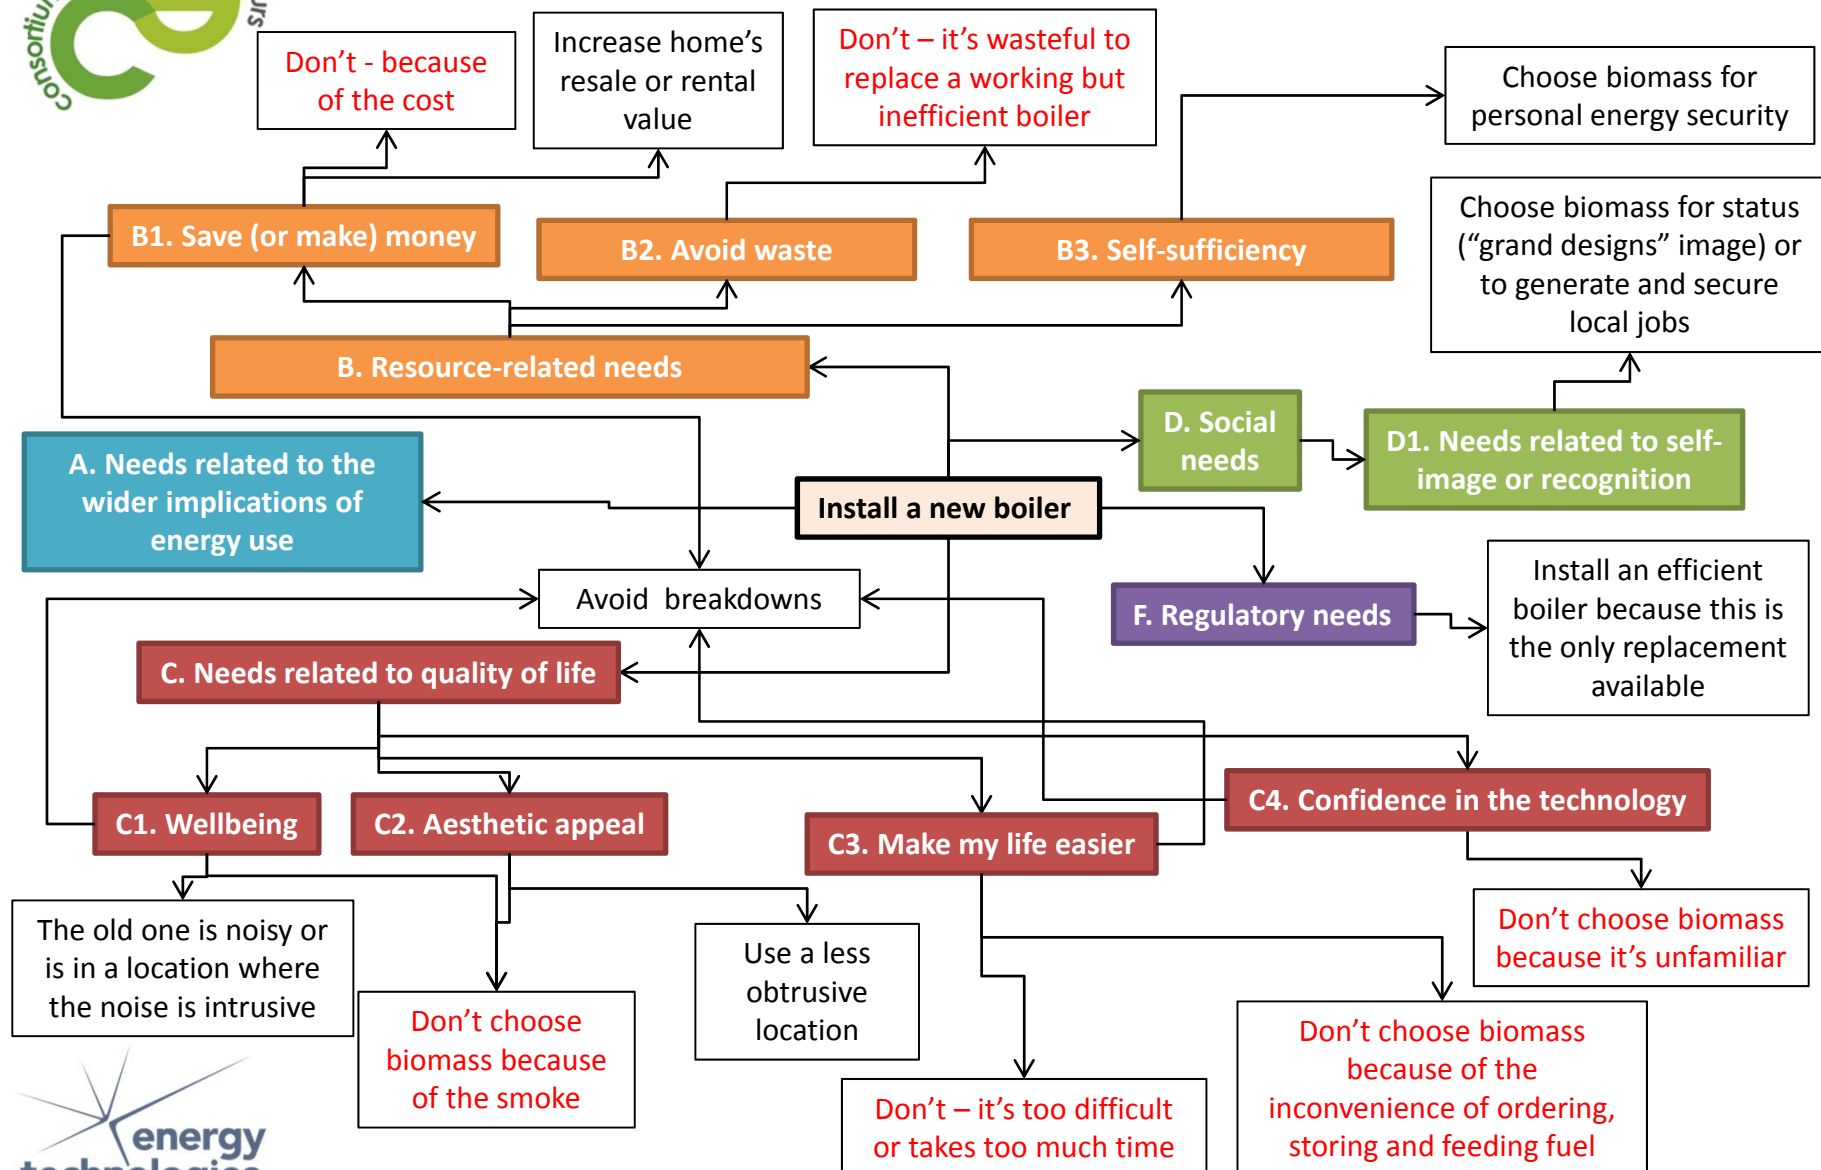 Consortium
urs
Don't - because
of the cost
Increase home's
resale or rental
value
Don't – it's wasteful to
replace a working but
inefficient boiler
Choose biomass for
personal energy security
Choose biomass for status
("grand designs" image) or
to generate and secure
local jobs
B1. Save (or make) money
B2. Avoid waste
B3. Self-sufficiency
B. Resource-related needs
D. Social
needs
D1. Needs related to self-
image or recognition
A. Needs related to the
wider implications of
energy use
Install a new boiler
Avoid breakdowns
F. Regulatory needs
Install an efficient
boiler because this is
the only replacement
available
C. Needs related to quality of life
C1. Wellbeing
C2. Aesthetic appeal
C3. Make my life easier
C4. Confidence in the technology
The old one is noisy or
is in a location where
the noise is intrusive
Don't choose
biomass because
of the smoke
Use a less
obtrusive
location
Don't choose biomass
because it's unfamiliar
Don't – it's too difficult
or takes too much time
Don't choose biomass
because of the
inconvenience of ordering,
storing and feeding fuel
energy
technologies